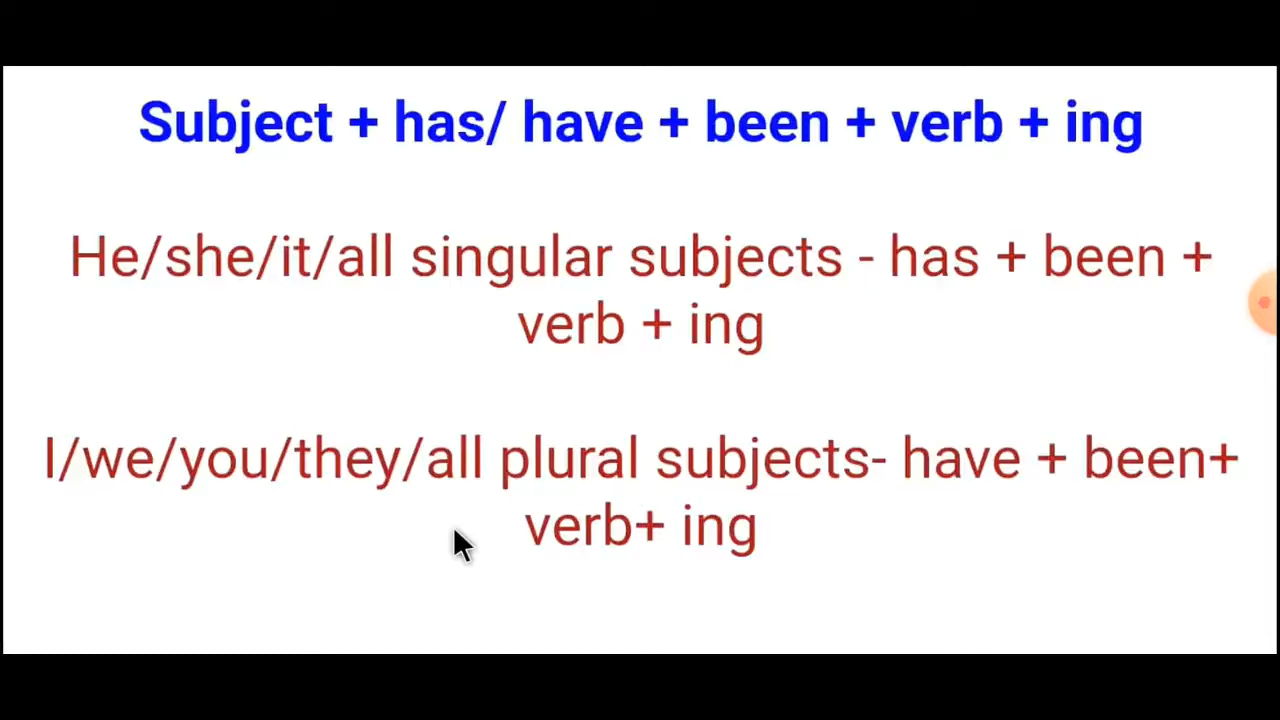 Subject + has/ have + been + verb + ing
He/she/it/all singular subjects - has + been +
verb + ing
I/we/you/they/all plural subjects- have + been+
verb+ ing